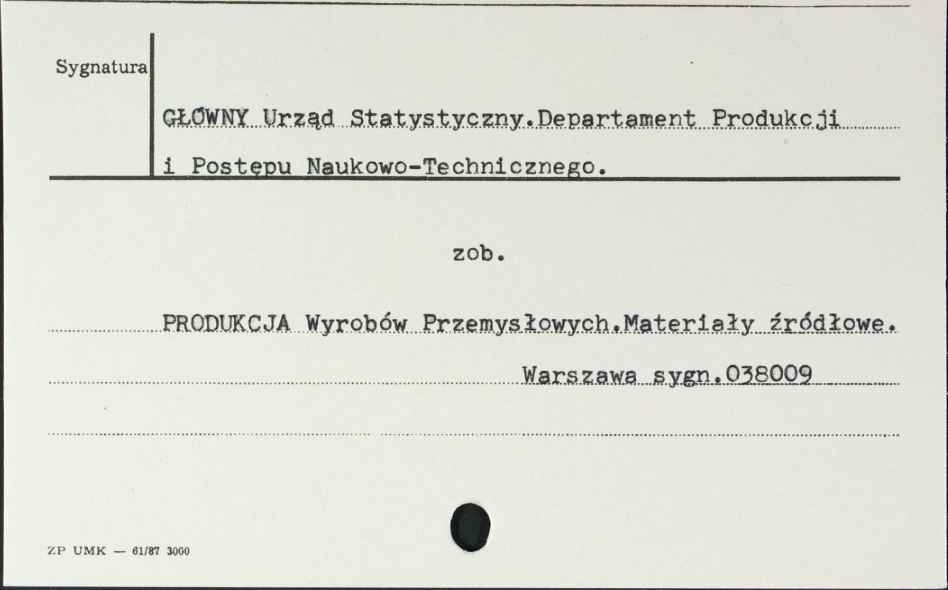 Sygnatura
GŁÓWNY Urząd Statystyczny.Departament Produkcji
i Postępu Naukowo-Technicznego.
zob.
PRODUKCJA Wyrobów Przemysłowych.Materiały źródłowe.
Warszawa sygn.038009
ZP UMK — 61/87 3000